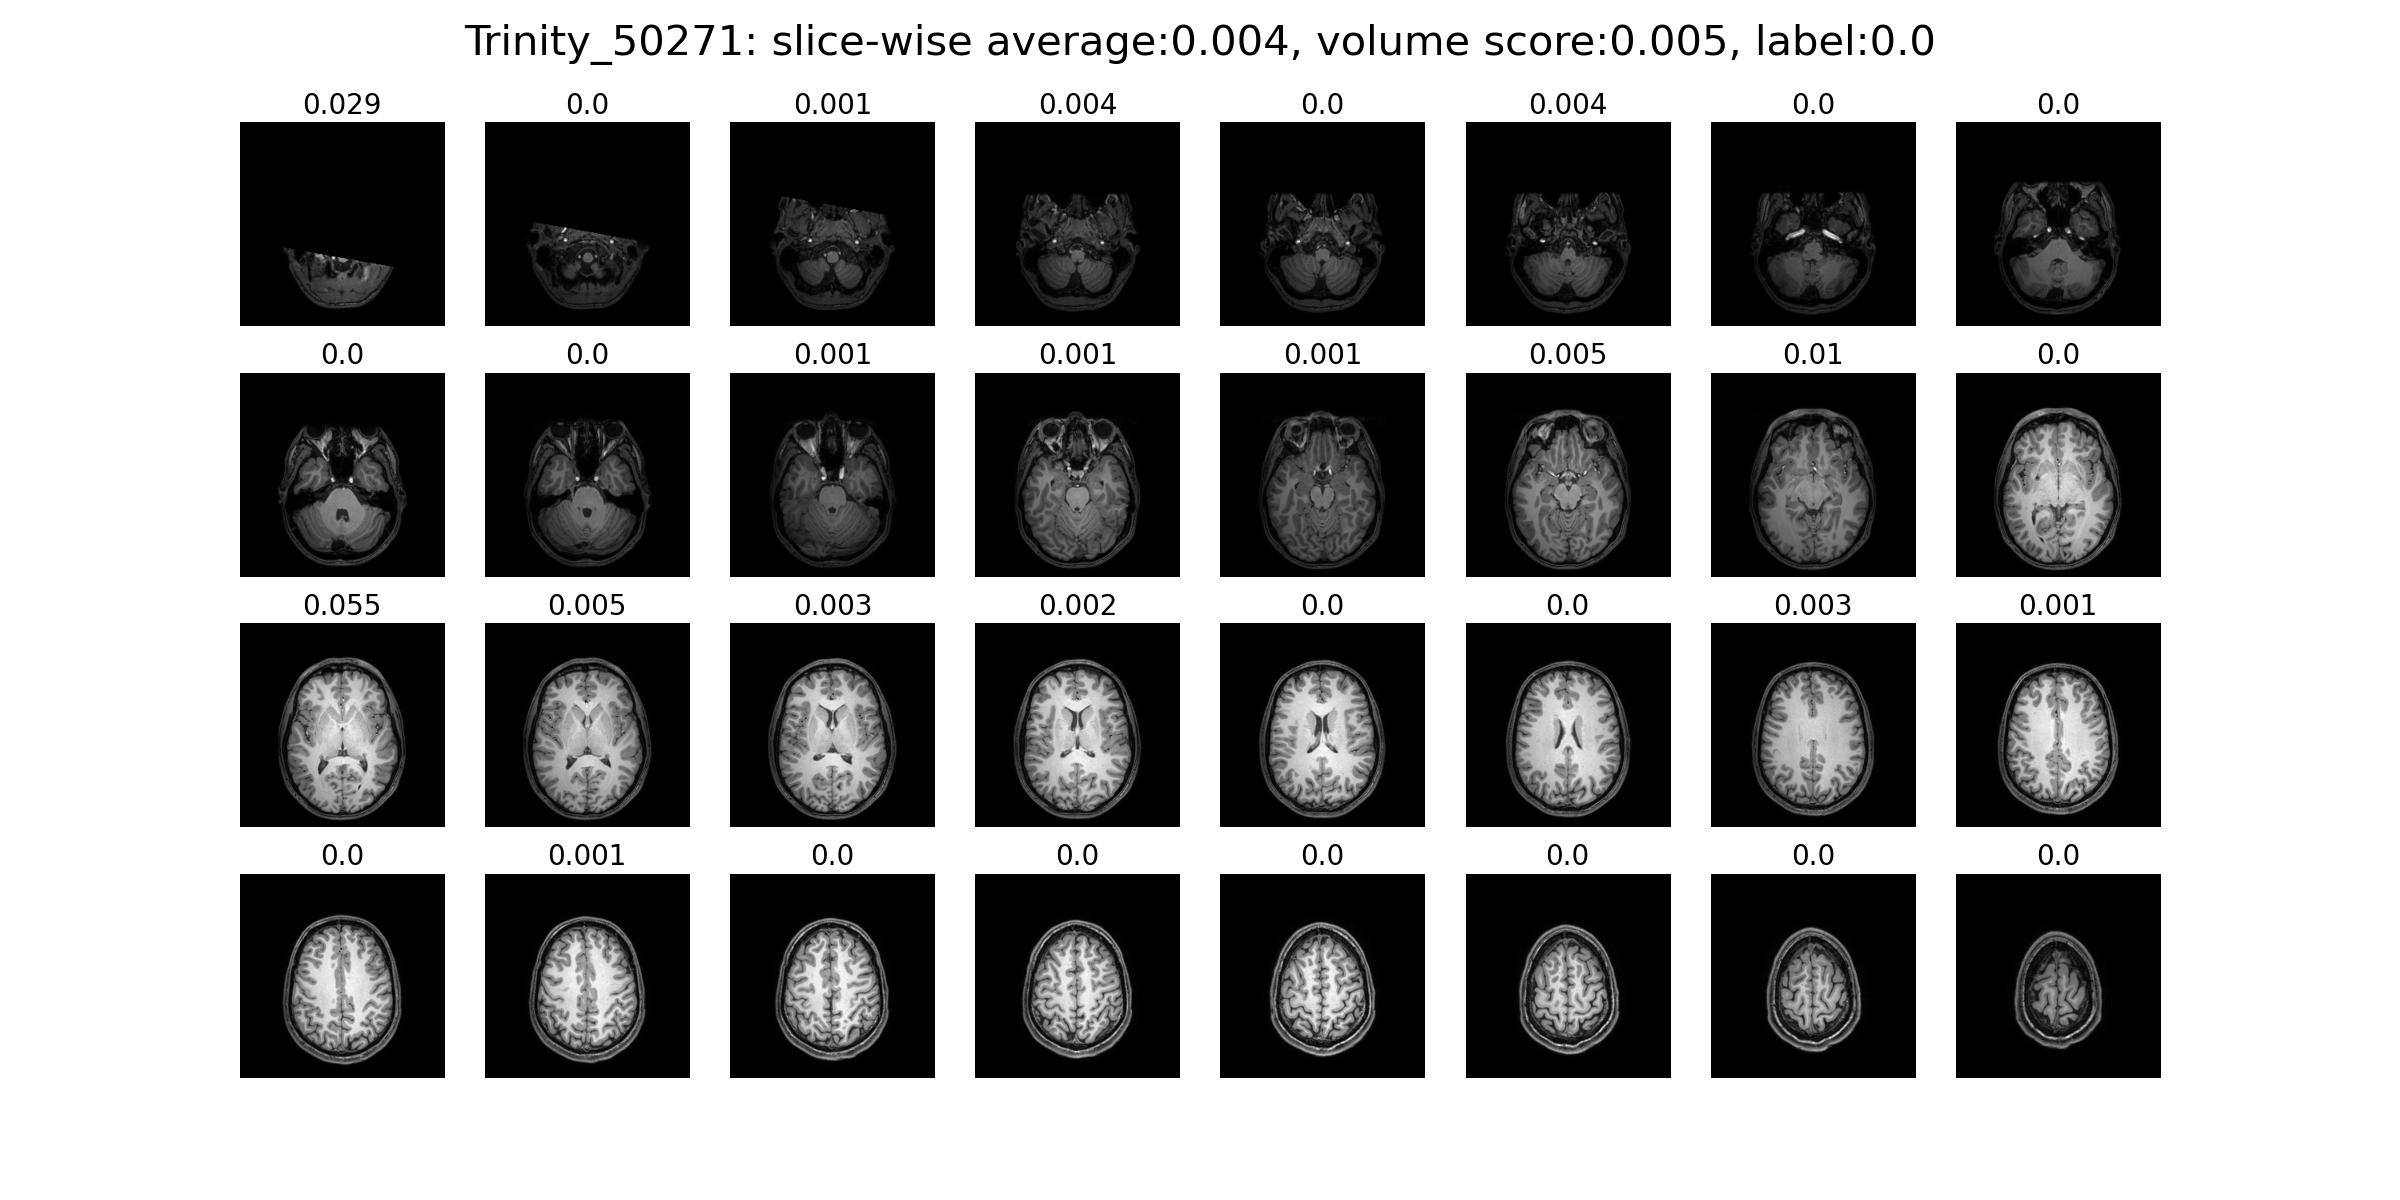 Trinity_50271: slice-wise average:0.004, volume score:0.005, label:0.0
0.029 0.0 0.001 0.004 0.0 0.004 0.0 0.0
0.0 0.0 0.001 0.001 0.001 0.005 0.01 0.0
0.055 0.005 0.003 0.002 0.0 0.0 0.003 0.001
0.0 0.001 0.0 0.0 0.0 0.0 0.0 0.0